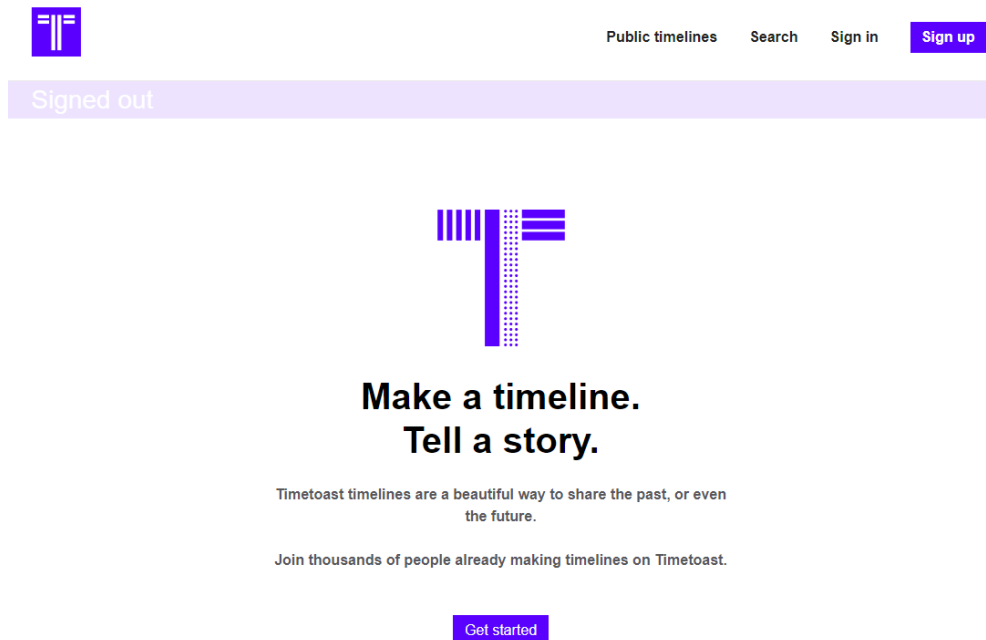 Public timelines Search Sign in Sign up
Signed out
Make a timeline.
Tell a story.
Timetoast timelines are a beautiful way to share the past, or even
the future.
Join thousands of people already making timelines on Timetoast.
Get started